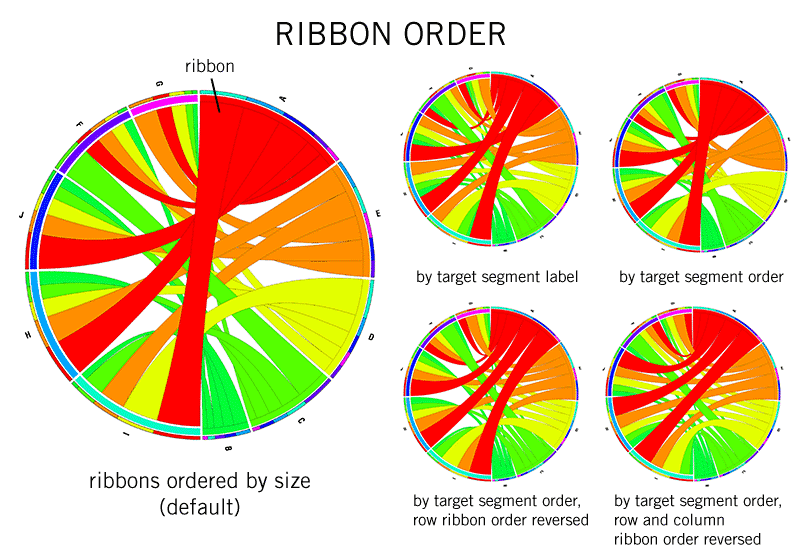 RIBBON ORDER
ribbon
G
A
F
E
J
D
H
C
I
B
ribbons ordered by size
(default)
by target segment label
by target segment order
by target segment order,
row ribbon order reversed
by target segment order,
row and column
ribbon order reversed